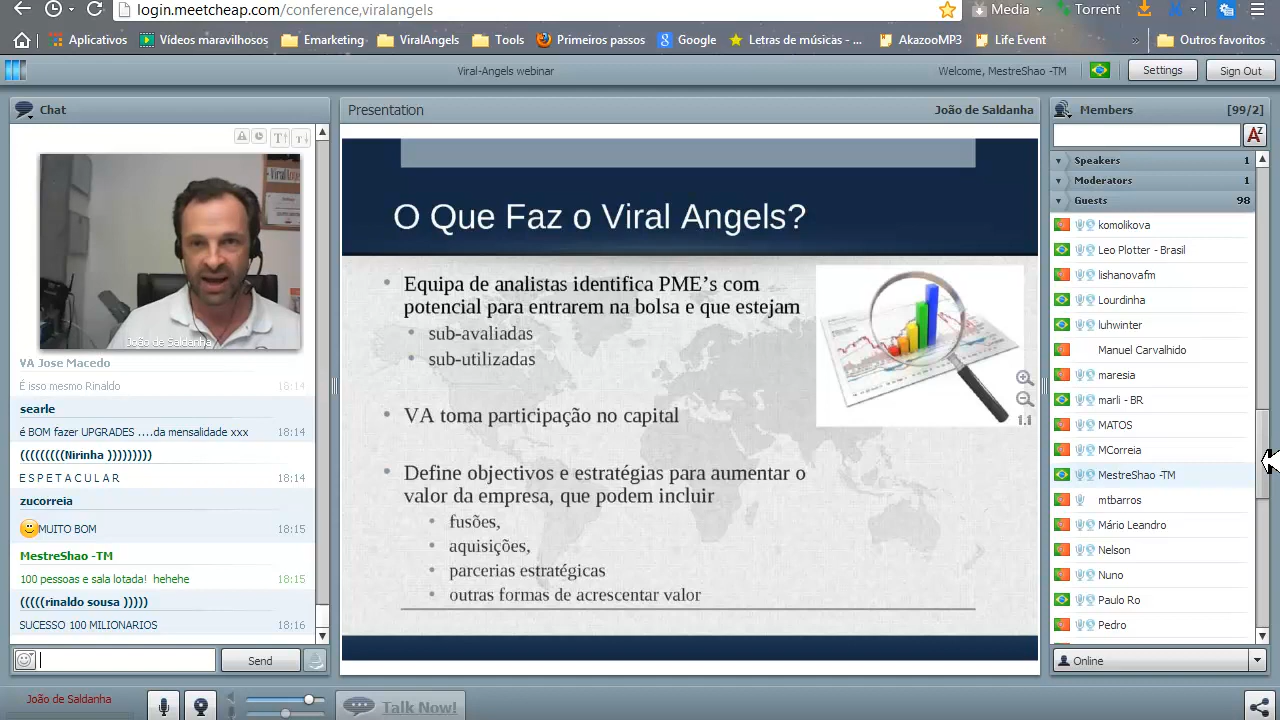 login.meetcheap.com/conference,viralangels
Media
Torrent
Aplicativos
Vídeos maravilhosos
Emarketing
ViralAngels
Tools
Primeiros passos
Google
Letras de músicas - ...
AkazooMP3
Life Event
»
Outros favoritos
Viral-Angels webinar
Welcome, MestreShao -TM
Settings
Sign Out
Chat
João de Saldanha
VA Jose Macedo
É isso mesmo Rinaldo 18:14
searle
é BOM fazer UPGRADES ....da mensalidade xxx 18:14
(((((((((Nirinha )))))))))
E S P E T A C U L A R 18:14
zucorreia
MUITO BOM 18:15
MestreShao -TM
100 pessoas e sala lotada! hehehe 18:15
(((((rinaldo sousa )))))
SUCESSO 100 MILIONARIOS 18:16
Send
João de Saldanha
Talk Now!
Presentation
João de Saldanha
O Que Faz o Viral Angels?
• Equipa de analistas identifica PME’s com
potencial para entrarem na bolsa e que estejam
• sub-avaliadas
• sub-utilizadas
• VA toma participação no capital
• Define objectivos e estratégias para aumentar o
valor da empresa, que podem incluir
• fusões,
• aquisições,
• parcerias estratégicas
• outras formas de acrescentar valor
1:1
Members [99/2]
AZ
Speakers 1
Moderators 1
Guests 98
komolikova
Leo Plotter - Brasil
lishanovafm
Lourdinha
luhwinter
Manuel Carvalhido
maresia
marli - BR
MATOS
MCorreia
MestreShao -TM
mtbarros
Mário Leandro
Nelson
Nuno
Paulo Ro
Pedro
Online